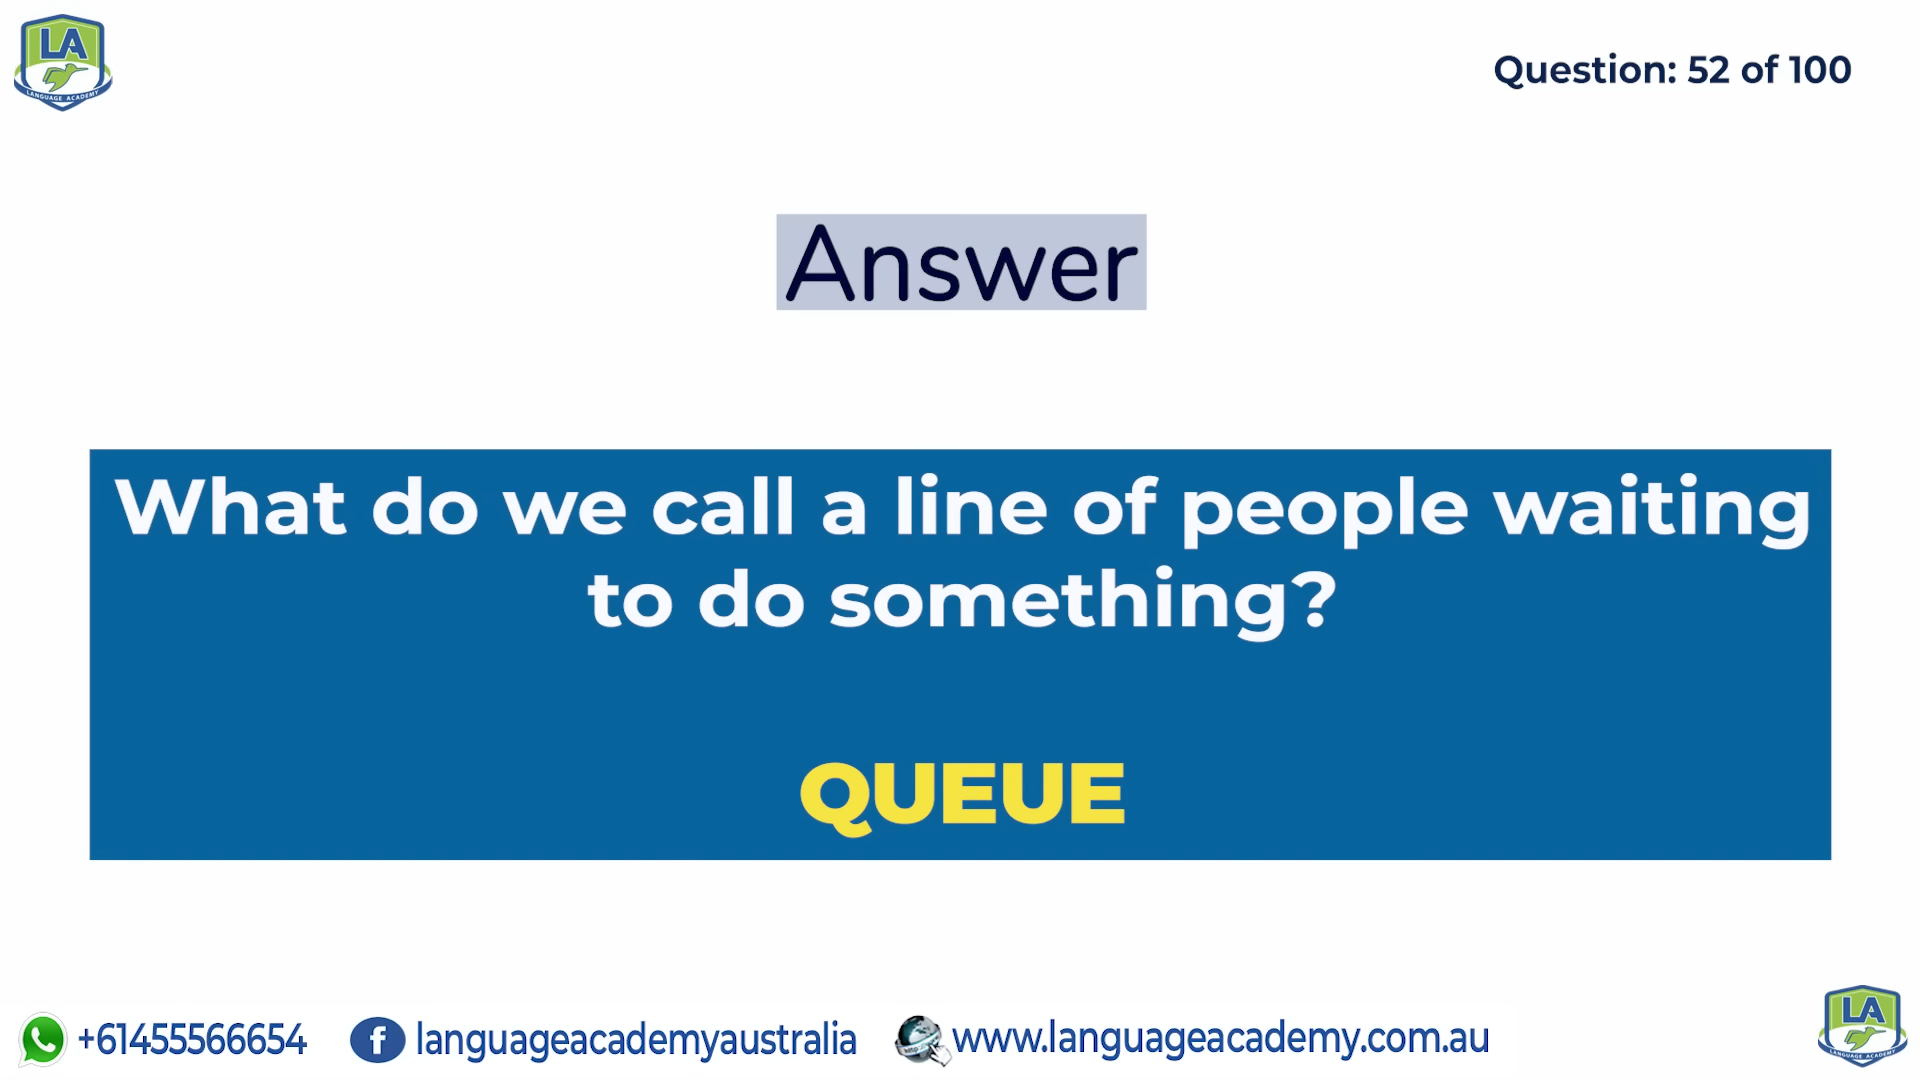 LA
LANGUAGE ACADEMY
Question: 52 of 100
Answer
What do we call a line of people waiting
to do something?
QUEUE
+61455566654
languageacademyaustralia
www.languageacademy.com.au
LA
LANGUAGE ACADEMY